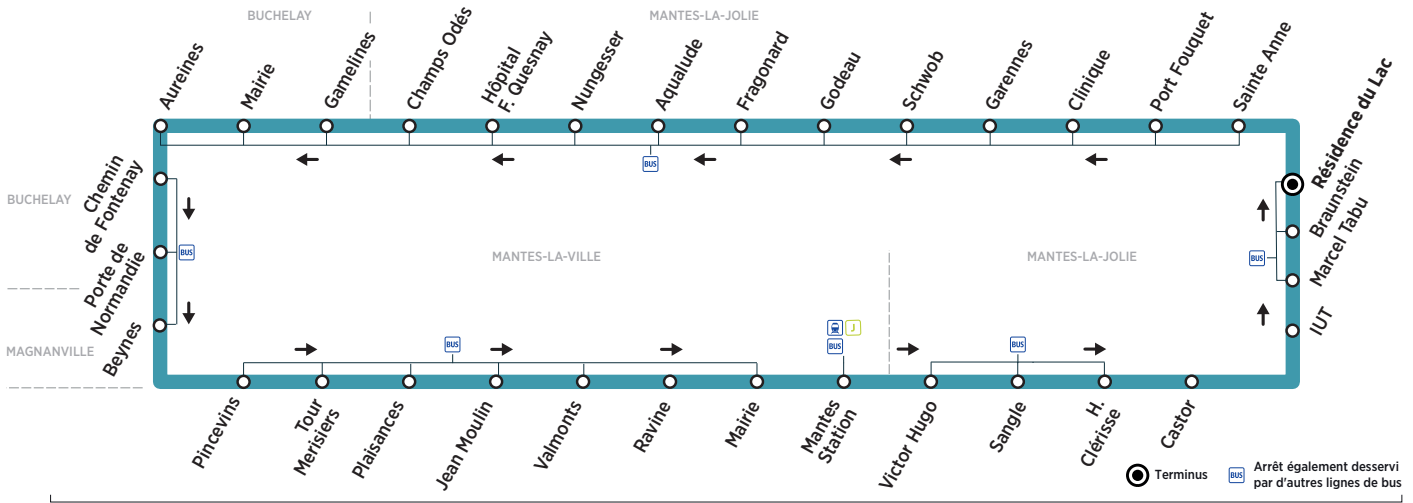 BUCHELAY
MANTES-LA-JOLIE
Aureines
Mairie
Gamelines
Champs Odés
Hôpital
F. Quesnay
Nungesser
Aqualude
Fragonard
Godeau
Schwob
Garennes
Clinique
Port Fouquet
Sainte Anne
Résidence du Lac
Braunstein
Marcel Tabu
IUT
BUS
BUS
BUCHELAY
Chemin
de Fontenay
BUS
Porte de
Normandie
MAGNANVILLE
Beynes
MANTES-LA-VILLE
MANTES-LA-JOLIE
BUS
J
BUS
BUS
Pincevins
Tour
Merisiers
Plaisances
Jean Moulin
Valmonts
Ravine
Mairie
Mantes
Station
Victor Hugo
Sangle
H.
Clérisse
Castor
Terminus
BUS
Arrêt également desservi
par d'autres lignes de bus